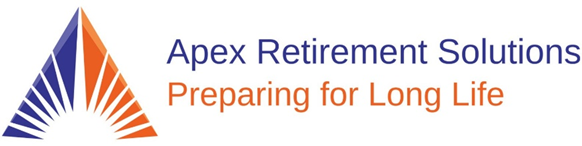 Apex Retirement Solutions
Preparing for Long Life